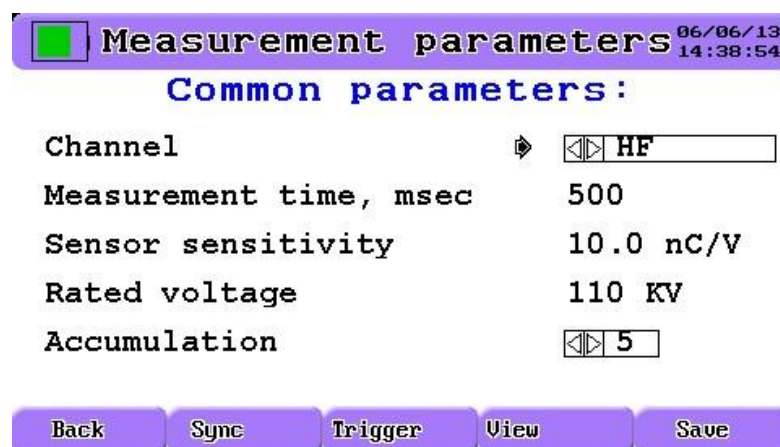 Measurement parameters 06/06/13 14:38:54
Common parameters:
Channel HF
Measurement time, msec 500
Sensor sensitivity 10.0 nC/V
Rated voltage 110 KV
Accumulation 5
Back Sync Trigger View Save